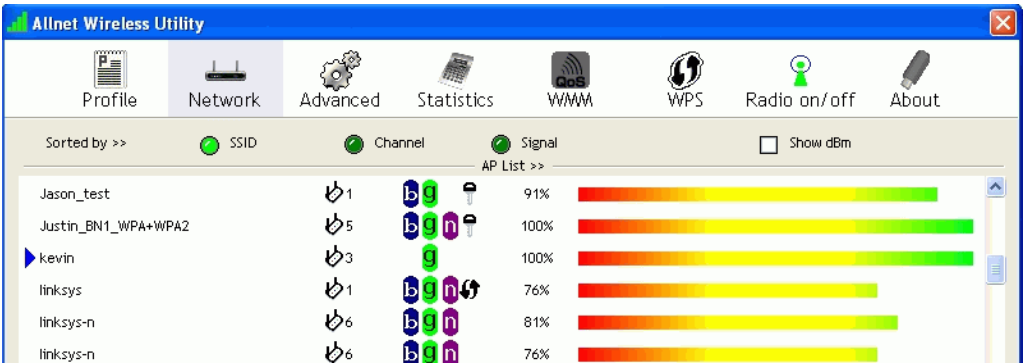 Allnet Wireless Utility
Profile Network Advanced Statistics QoS WMM WPS Radio on/off About
Sorted by >> SSID Channel Signal Show dBm
AP List >>
Jason_test 1 b g 91%
Justin_BN1_WPA+WPA2 5 b g n 100%
kevin 3 g 100%
linksys 1 b g n 76%
linksys-n 6 b g n 81%
linksys-n 6 b g n 76%